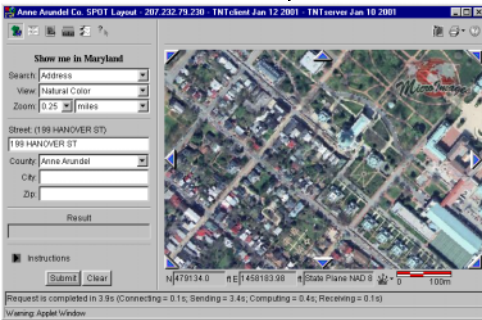 Anne Arundel Co. SPOT Layout - 207.232.79.230 - TNTclient Jan 12 2001 - TNTserver Jan 10 2001
Show me in Maryland
Search: Address
View: Natural Color
Zoom: 0.25 miles
Street: (199 HANOVER ST)
199 HANOVER ST
County: Anne Arundel
City:
Zip:
Result
Instructions
Submit Clear
MicroImages
N 479134.0 ft E 1458183.98 ft State Plane NAD 8
0 100m
Request is completed in 3.9s (Connecting = 0.1s; Sending = 3.4s; Computing = 0.4s; Receiving = 0.1s)
Warning: Applet Window